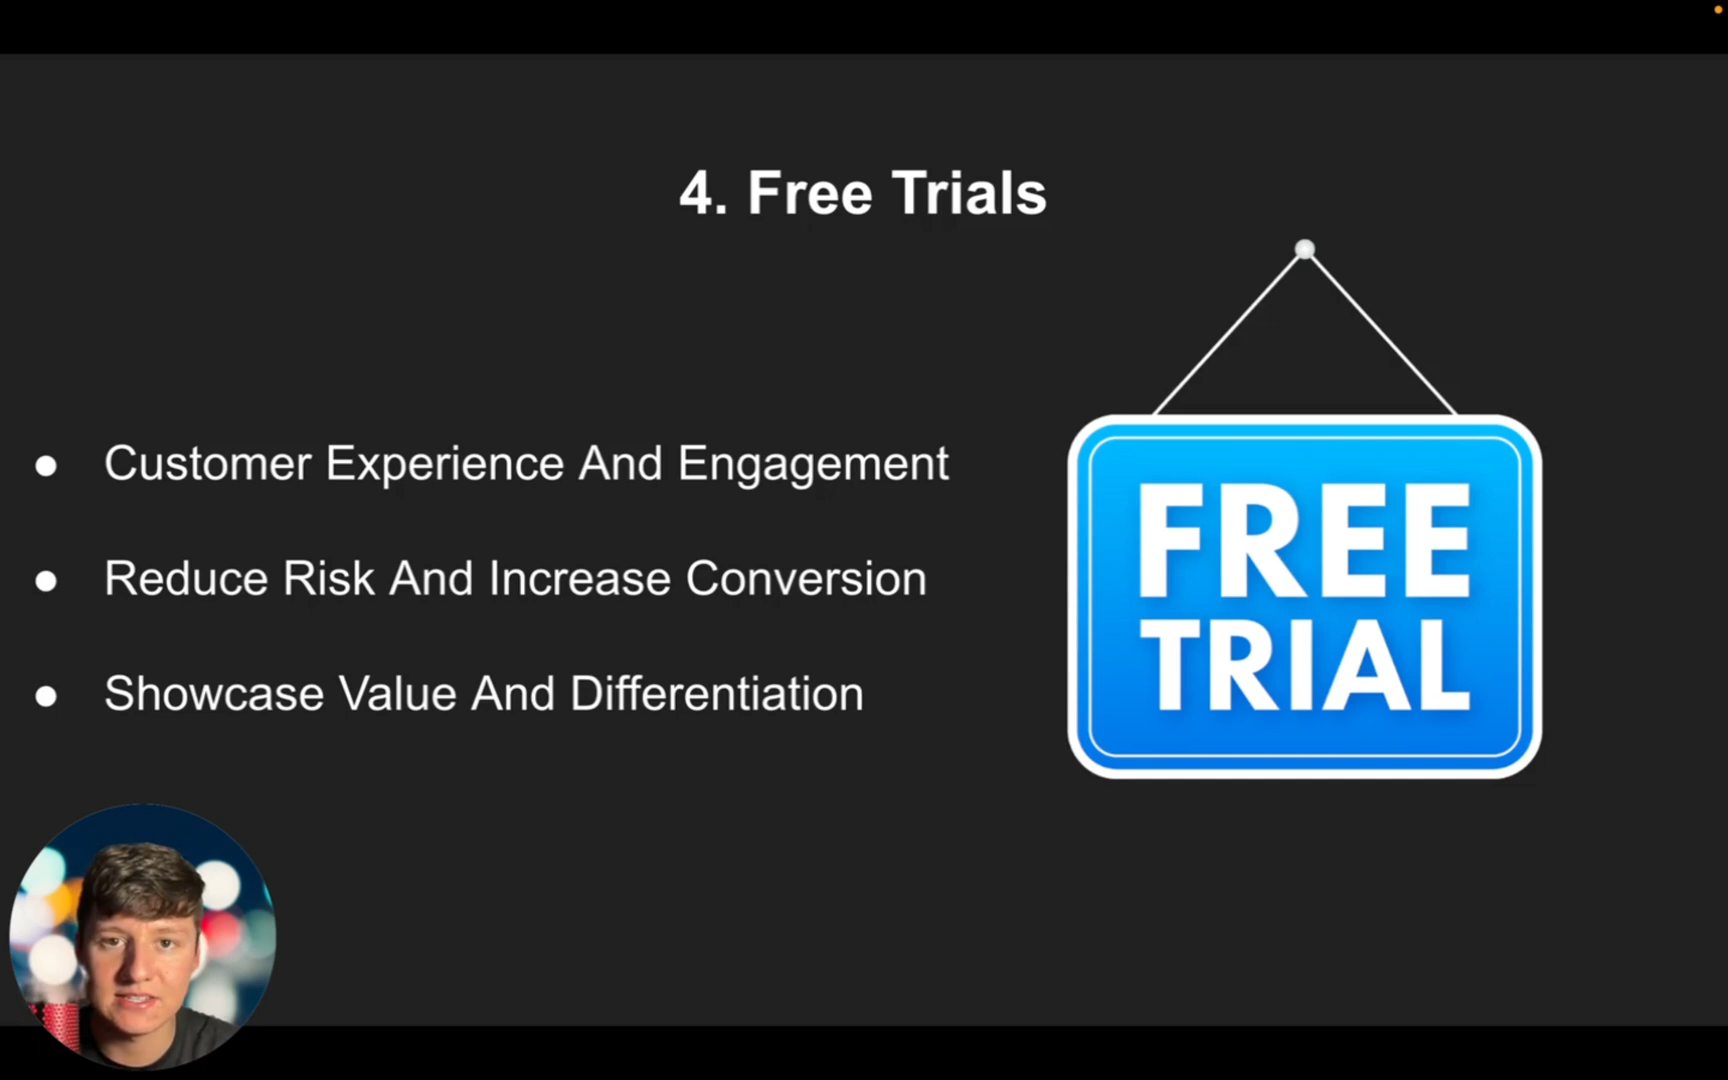 4. Free Trials
● Customer Experience And Engagement
● Reduce Risk And Increase Conversion
● Showcase Value And Differentiation
FREE
TRIAL